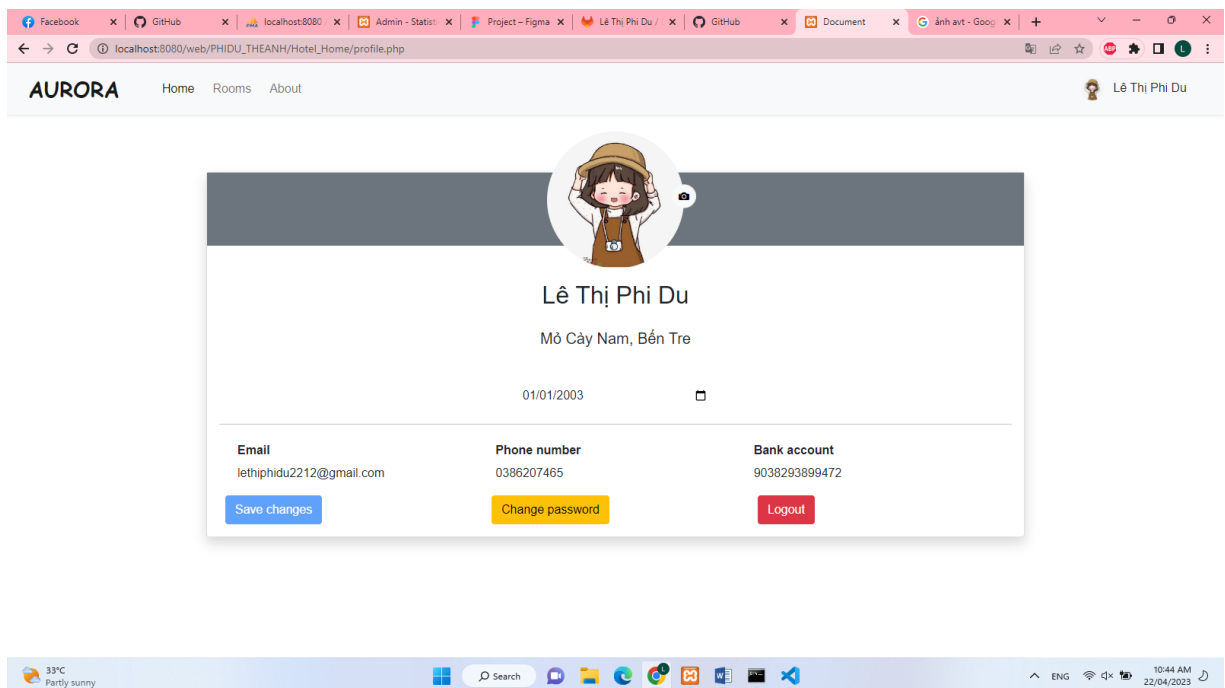 Facebook
GitHub
localhost:8080 /
Admin - Statisti
Project – Figma
Lê Thị Phi Du /
GitHub
Document
ảnh avt - Goog
localhost:8080/web/PHIDU_THEANH/Hotel_Home/profile.php
ABP
L
AURORA
Home
Rooms
About
Lê Thị Phi Du
Lê Thị Phi Du
Mỏ Cày Nam, Bến Tre
01/01/2003
Email
Phone number
Bank account
lethiphidu2212@gmail.com
0386207465
9038293899472
Save changes
Change password
Logout
33°C
Partly sunny
Search
ENG
10:44 AM
22/04/2023